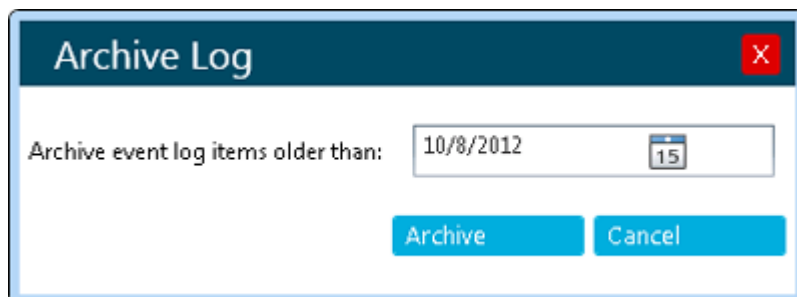 Archive Log
X
Archive event log items older than: 10/8/2012 15
Archive Cancel